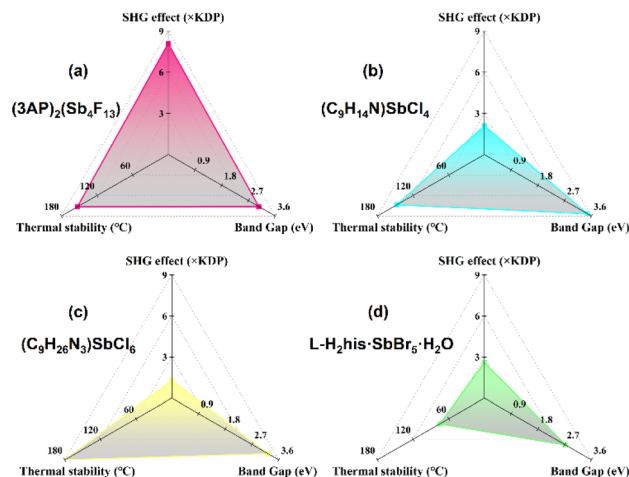 SHG effect (×KDP)
9
6
3
(a)
(3AP)₂(Sb₄F₁₃)
60
120
180
0.9
1.8
2.7
3.6
Thermal stability (°C)
Band Gap (eV)
SHG effect (×KDP)
9
6
3
(b)
(C₉H₁₄N)SbCl₄
60
120
180
0.9
1.8
2.7
3.6
Thermal stability (°C)
Band Gap (eV)
SHG effect (×KDP)
9
6
3
(c)
(C₉H₂₆N₃)SbCl₆
60
120
180
0.9
1.8
2.7
3.6
Thermal stability (°C)
Band Gap (eV)
SHG effect (×KDP)
9
6
3
(d)
L-H₂his·SbBr₅·H₂O
60
120
180
0.9
1.8
2.7
3.6
Thermal stability (°C)
Band Gap (eV)